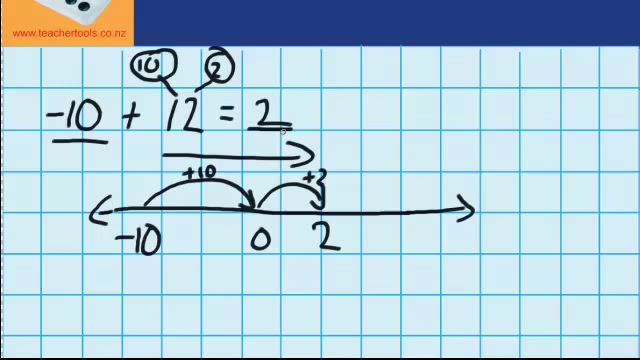 www.teachertools.co.nz
10 2
-10 + 12 = 2
+10 +2
-10 0 2